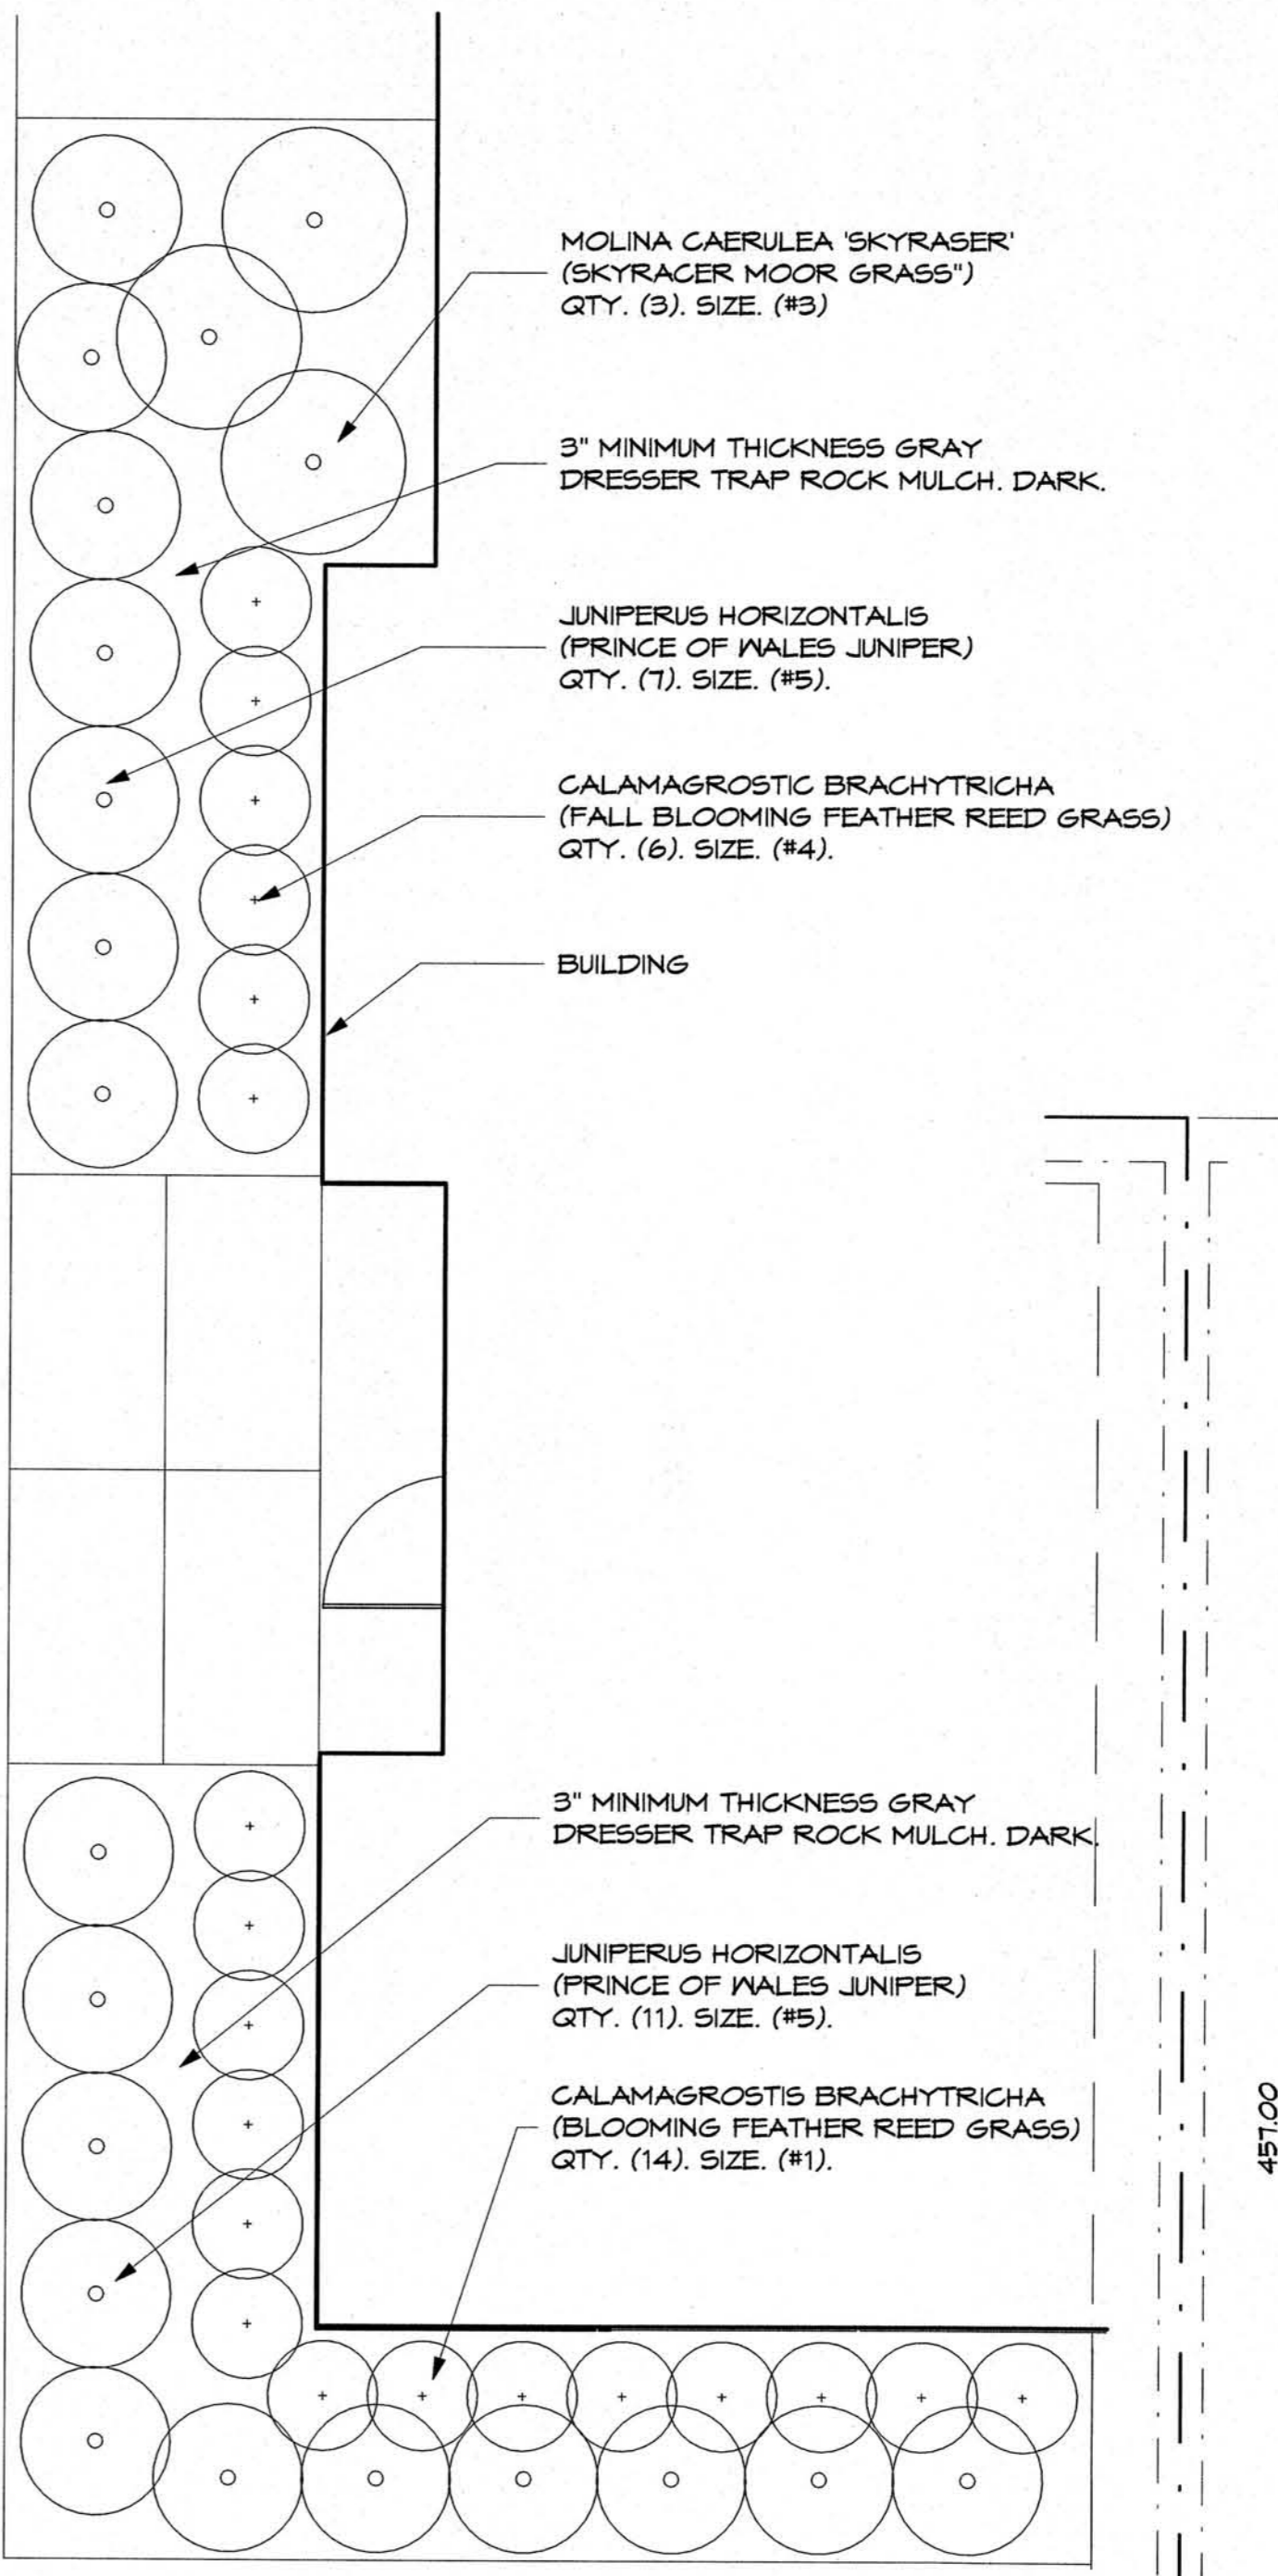 MOLINA CAERULEA 'SKYRASER'
(SKYRACER MOOR GRASS")
QTY. (3). SIZE. (#3)
3" MINIMUM THICKNESS GRAY
DRESSER TRAP ROCK MULCH. DARK.
JUNIPERUS HORIZONTALIS
(PRINCE OF WALES JUNIPER)
QTY. (7). SIZE. (#5).
CALAMAGROSTIC BRACHYTRICHA
(FALL BLOOMING FEATHER REED GRASS)
QTY. (6). SIZE. (#4).
BUILDING
3" MINIMUM THICKNESS GRAY
DRESSER TRAP ROCK MULCH. DARK.
JUNIPERUS HORIZONTALIS
(PRINCE OF WALES JUNIPER)
QTY. (11). SIZE. (#5).
CALAMAGROSTIS BRACHYTRICHA
(BLOOMING FEATHER REED GRASS)
QTY. (14). SIZE. (#1).
457.00